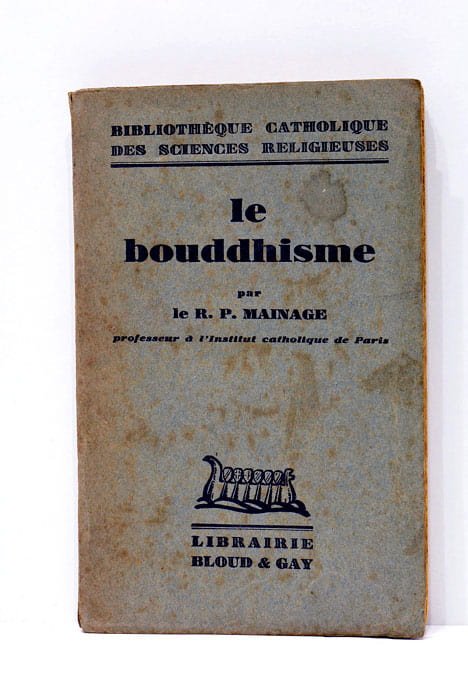 BIBLIOTHÈQUE CATHOLIQUE
DES SCIENCES RELIGIEUSES
le
bouddhisme
par
le R. P. MAINAGE
professeur à l'Institut catholique de Paris
LIBRAIRIE
BLOUD & GAY